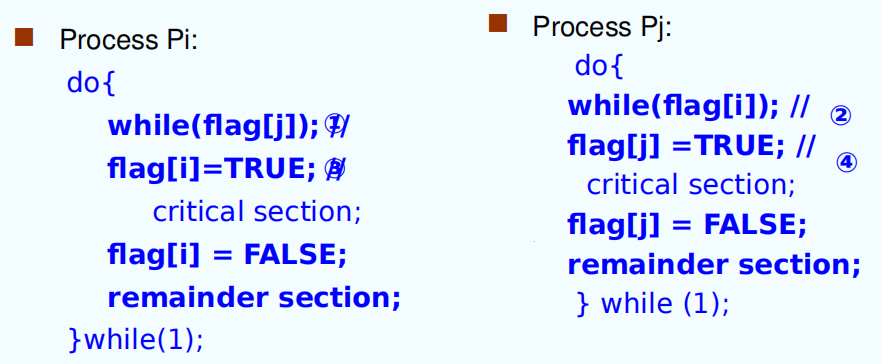 Process Pi:
do{
while(flag[j]); ① //
flag[i]=TRUE; ③ //
critical section;
flag[i] = FALSE;
remainder section;
}while(1);
Process Pj:
do{
while(flag[i]); // ②
flag[j] =TRUE; // ④
critical section;
flag[j] = FALSE;
remainder section;
} while (1);